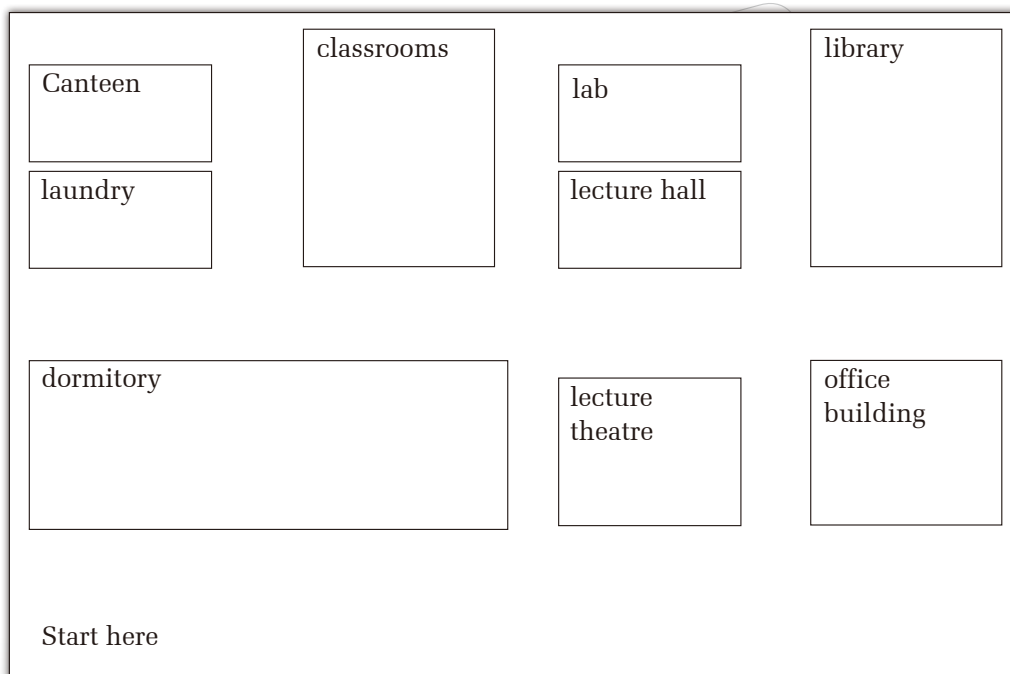 classrooms
library
Canteen
lab
laundry
lecture hall
dormitory
office
building
lecture
theatre
Start here